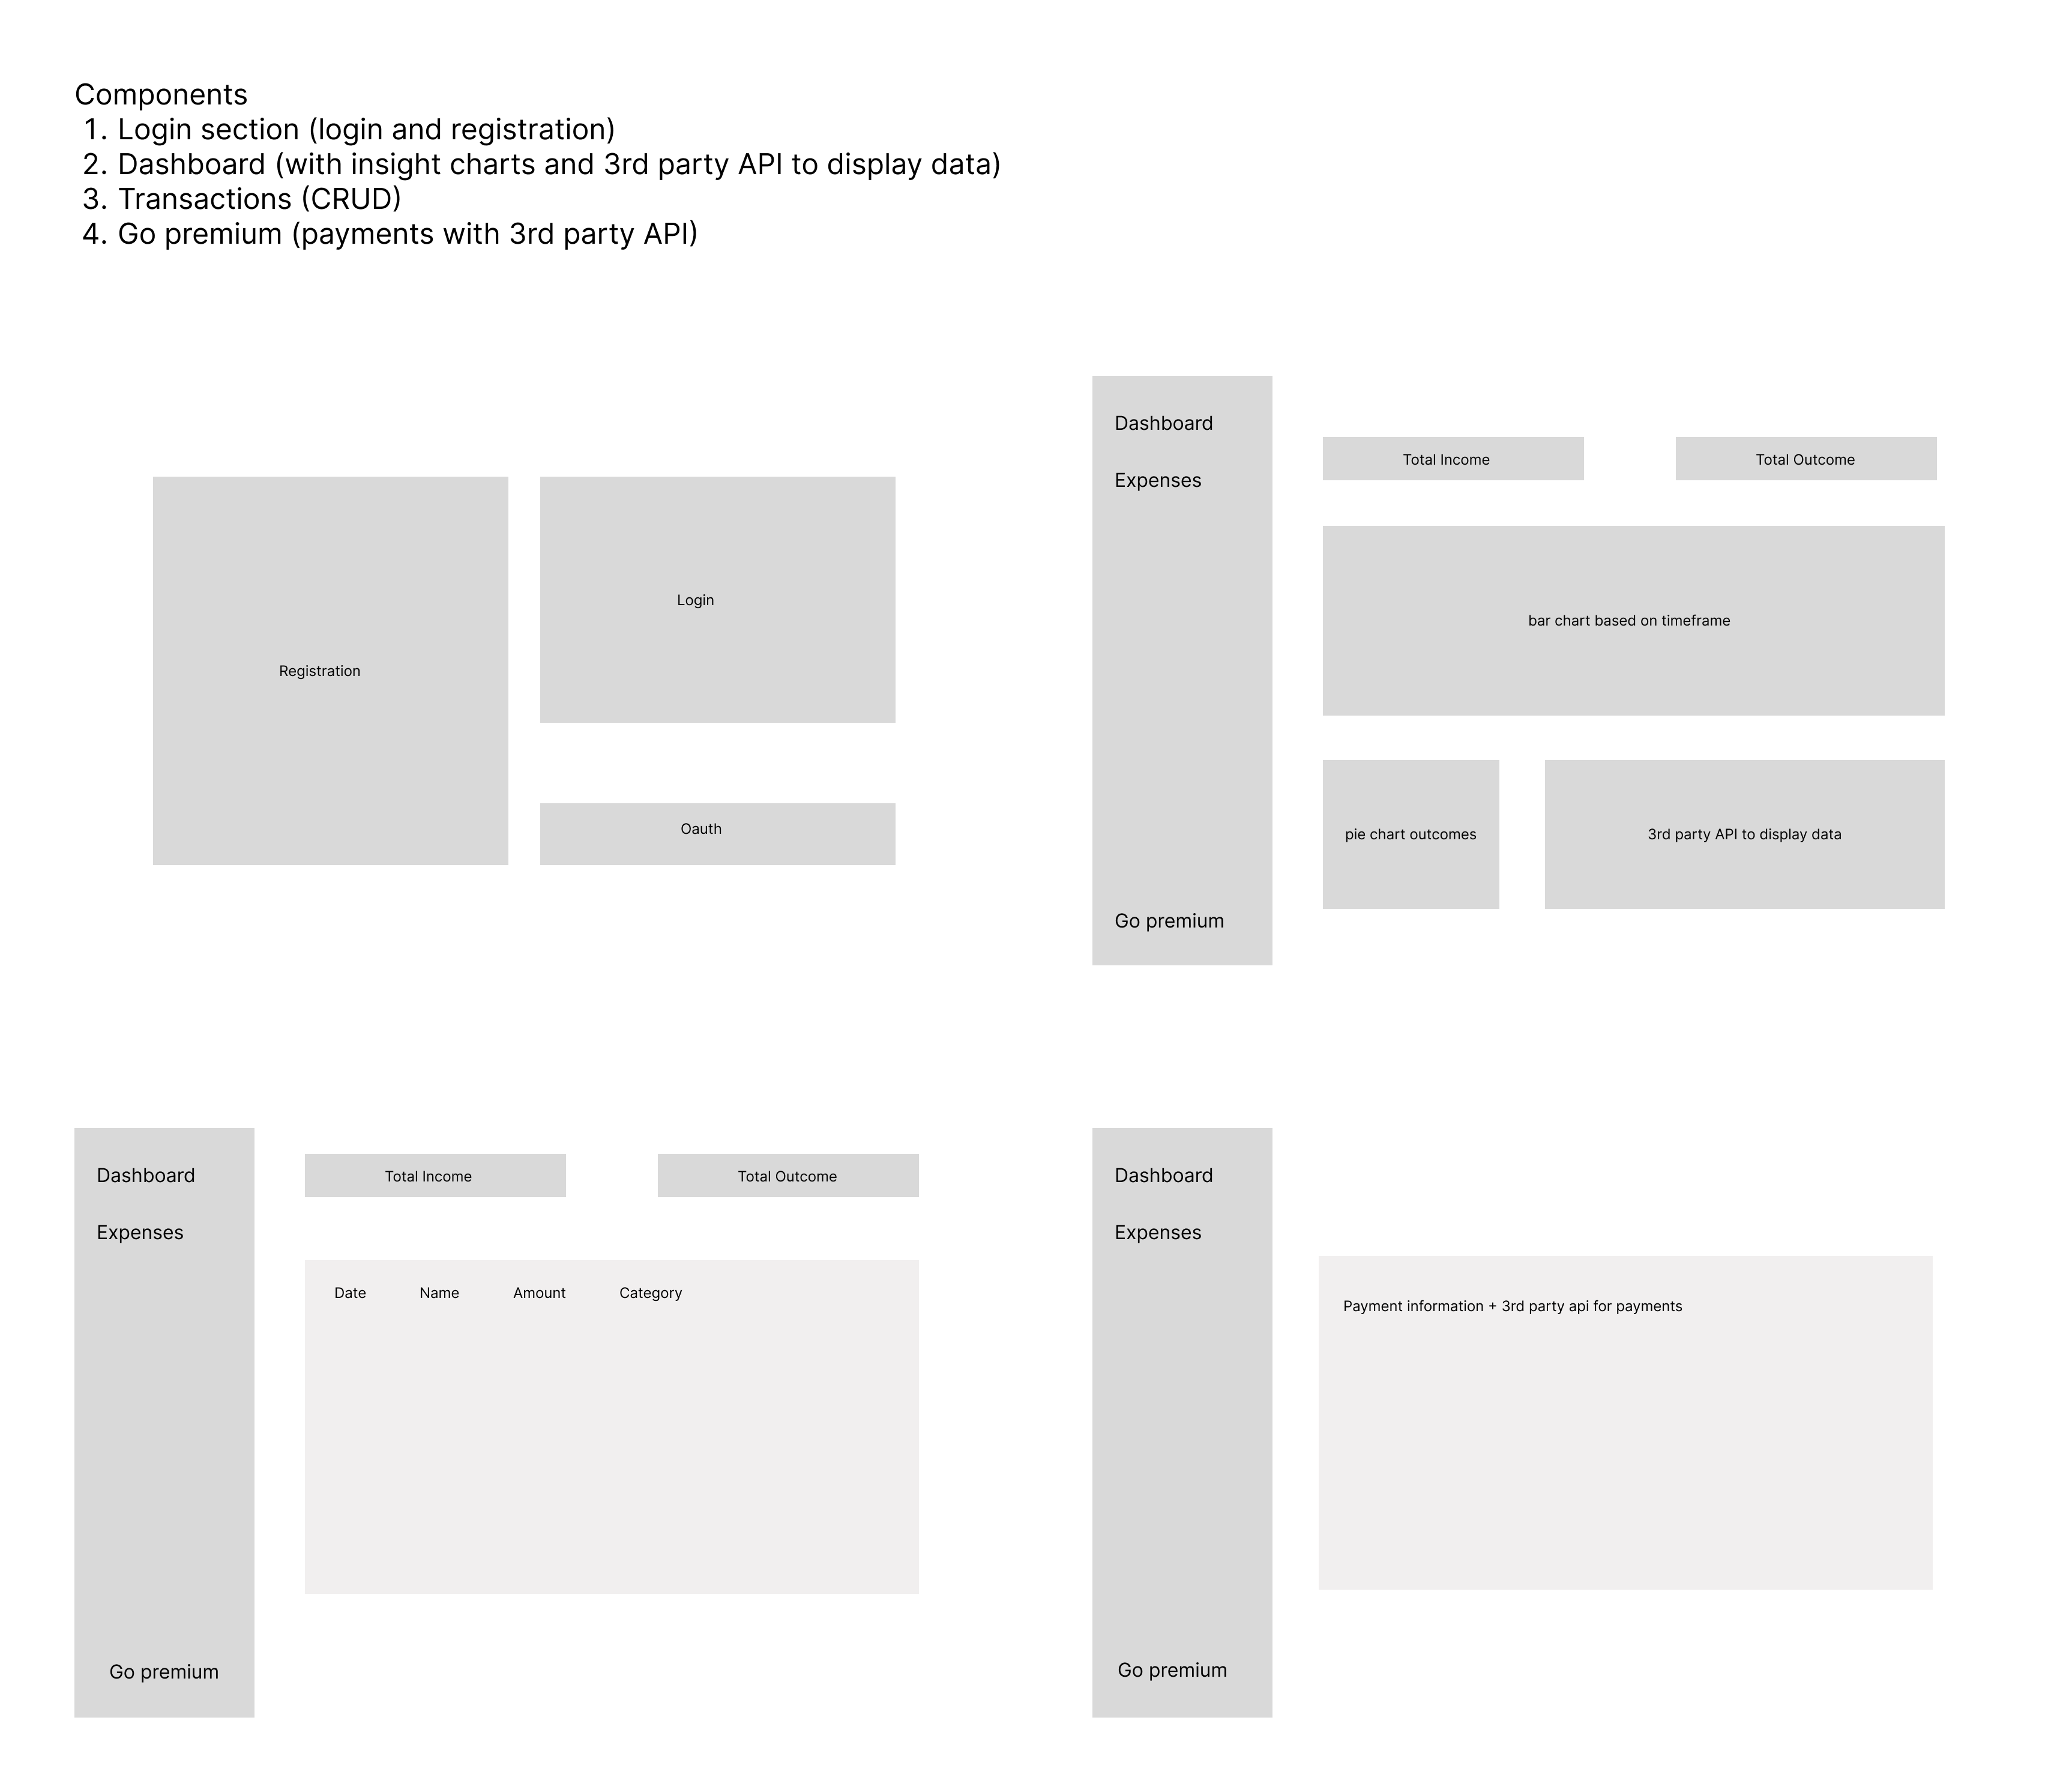 Components
1. Login section (login and registration)
2. Dashboard (with insight charts and 3rd party API to display data)
3. Transactions (CRUD)
4. Go premium (payments with 3rd party API)
Registration
Login
Oauth
Dashboard
Expenses
Go premium
Total Income
Total Outcome
bar chart based on timeframe
pie chart outcomes
3rd party API to display data
Dashboard
Expenses
Go premium
Total Income
Total Outcome
Date Name Amount Category
Dashboard
Expenses
Go premium
Payment information + 3rd party api for payments